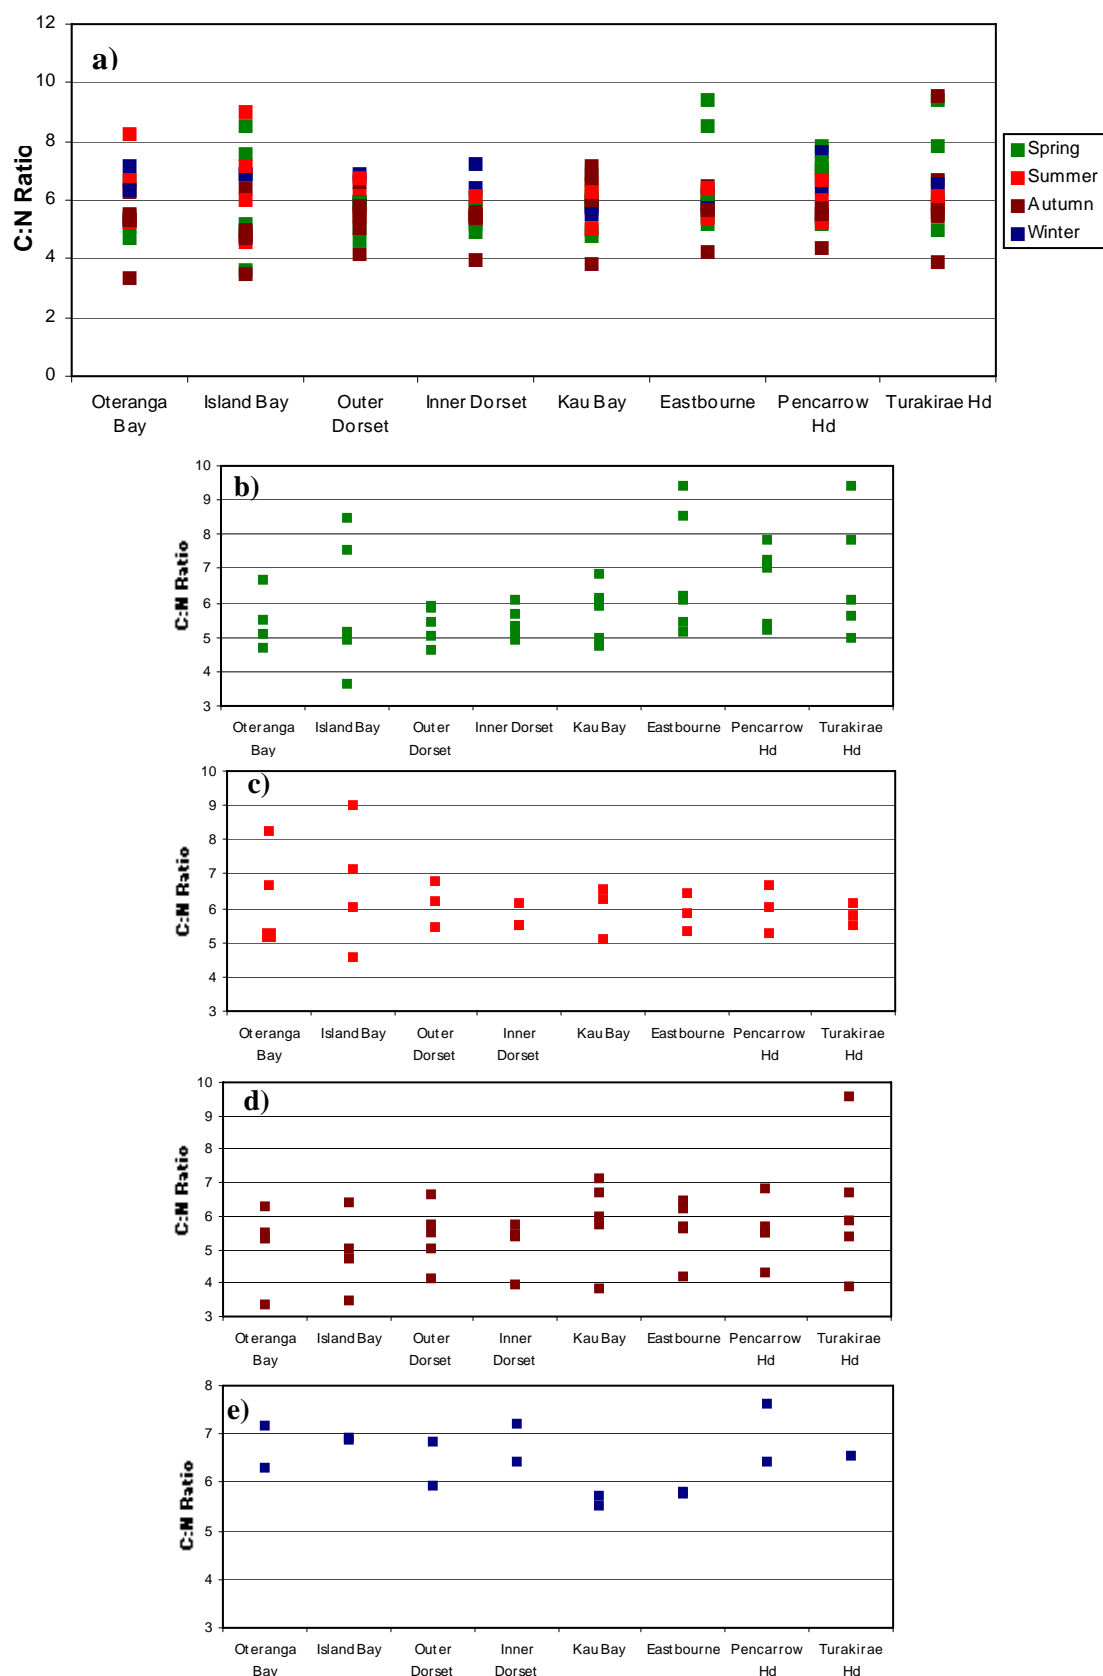 a)
C:N Ratio
12
10
8
6
4
2
0
Oteranga Bay
Island Bay
Outer Dorset
Inner Dorset
Kau Bay
Eastbourne
Pencarrow Hd
Turakirae Hd
Spring
Summer
Autumn
Winter
b)
C:N Ratio
10
9
8
7
6
5
4
3
Oteranga Bay
Island Bay
Outer Dorset
Inner Dorset
Kau Bay
Eastbourne
Pencarrow Hd
Turakirae Hd
c)
C:N Ratio
10
9
8
7
6
5
4
3
Oteranga Bay
Island Bay
Outer Dorset
Inner Dorset
Kau Bay
Eastbourne
Pencarrow Hd
Turakirae Hd
d)
C:N Ratio
10
9
8
7
6
5
4
3
Oteranga Bay
Island Bay
Outer Dorset
Inner Dorset
Kau Bay
Eastbourne
Pencarrow Hd
Turakirae Hd
e)
C:N Ratio
8
7
6
5
4
3
Oteranga Bay
Island Bay
Outer Dorset
Inner Dorset
Kau Bay
Eastbourne
Pencarrow Hd
Turakirae Hd